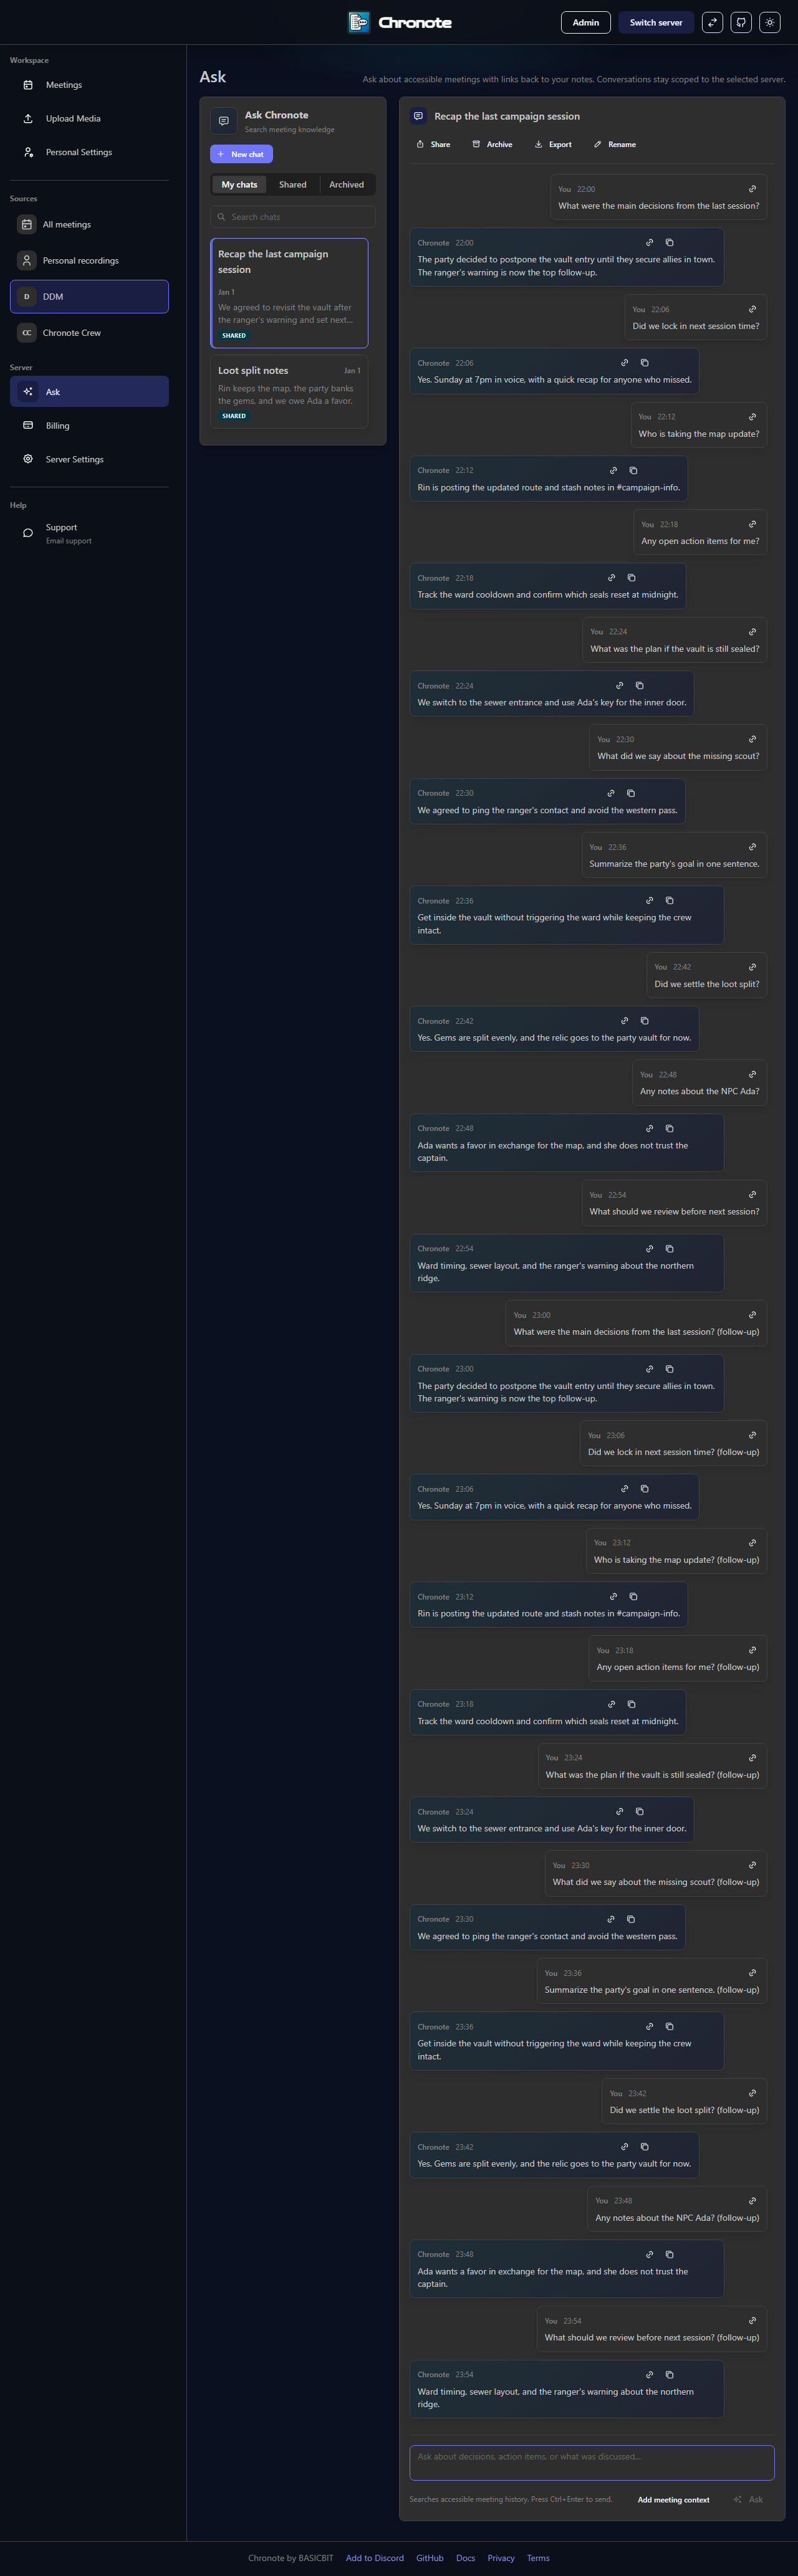 Chronote
Admin
Switch server
Workspace
Meetings
Upload Media
Personal Settings
Sources
All meetings
Personal recordings
D
DDM
CC
Chronote Crew
Server
Ask
Billing
Server Settings
Help
Support
Email support
Ask
Ask about accessible meetings with links back to your notes. Conversations stay scoped to the selected server.
Ask Chronote
Search meeting knowledge
New chat
My chats
Shared
Archived
Search chats
Recap the last campaign
session
Jan 1
We agreed to revisit the vault after
the ranger's warning and set next...
SHARED
Loot split notes
Jan 1
Rin keeps the map, the party banks
the gems, and we owe Ada a favor.
SHARED
Recap the last campaign session
Share
Archive
Export
Rename
You 22:00
What were the main decisions from the last session?
Chronote 22:00
The party decided to postpone the vault entry until they secure allies in town.
The ranger's warning is now the top follow-up.
You 22:06
Did we lock in next session time?
Chronote 22:06
Yes. Sunday at 7pm in voice, with a quick recap for anyone who missed.
You 22:12
Who is taking the map update?
Chronote 22:12
Rin is posting the updated route and stash notes in #campaign-info.
You 22:18
Any open action items for me?
Chronote 22:18
Track the ward cooldown and confirm which seals reset at midnight.
You 22:24
What was the plan if the vault is still sealed?
Chronote 22:24
We switch to the sewer entrance and use Ada's key for the inner door.
You 22:30
What did we say about the missing scout?
Chronote 22:30
We agreed to ping the ranger's contact and avoid the western pass.
You 22:36
Summarize the party's goal in one sentence.
Chronote 22:36
Get inside the vault without triggering the ward while keeping the crew
intact.
You 22:42
Did we settle the loot split?
Chronote 22:42
Yes. Gems are split evenly, and the relic goes to the party vault for now.
You 22:48
Any notes about the NPC Ada?
Chronote 22:48
Ada wants a favor in exchange for the map, and she does not trust the
captain.
You 22:54
What should we review before next session?
Chronote 22:54
Ward timing, sewer layout, and the ranger's warning about the northern
ridge.
You 23:00
What were the main decisions from the last session? (follow-up)
Chronote 23:00
The party decided to postpone the vault entry until they secure allies in town.
The ranger's warning is now the top follow-up.
You 23:06
Did we lock in next session time? (follow-up)
Chronote 23:06
Yes. Sunday at 7pm in voice, with a quick recap for anyone who missed.
You 23:12
Who is taking the map update? (follow-up)
Chronote 23:12
Rin is posting the updated route and stash notes in #campaign-info.
You 23:18
Any open action items for me? (follow-up)
Chronote 23:18
Track the ward cooldown and confirm which seals reset at midnight.
You 23:24
What was the plan if the vault is still sealed? (follow-up)
Chronote 23:24
We switch to the sewer entrance and use Ada's key for the inner door.
You 23:30
What did we say about the missing scout? (follow-up)
Chronote 23:30
We agreed to ping the ranger's contact and avoid the western pass.
You 23:36
Summarize the party's goal in one sentence. (follow-up)
Chronote 23:36
Get inside the vault without triggering the ward while keeping the crew
intact.
You 23:42
Did we settle the loot split? (follow-up)
Chronote 23:42
Yes. Gems are split evenly, and the relic goes to the party vault for now.
You 23:48
Any notes about the NPC Ada? (follow-up)
Chronote 23:48
Ada wants a favor in exchange for the map, and she does not trust the
captain.
You 23:54
What should we review before next session? (follow-up)
Chronote 23:54
Ward timing, sewer layout, and the ranger's warning about the northern
ridge.
Ask about decisions, action items, or what was discussed...
Searches accessible meeting history. Press Ctrl+Enter to send.
Add meeting context
Ask
Chronote by BASICBIT
Add to Discord
GitHub
Docs
Privacy
Terms